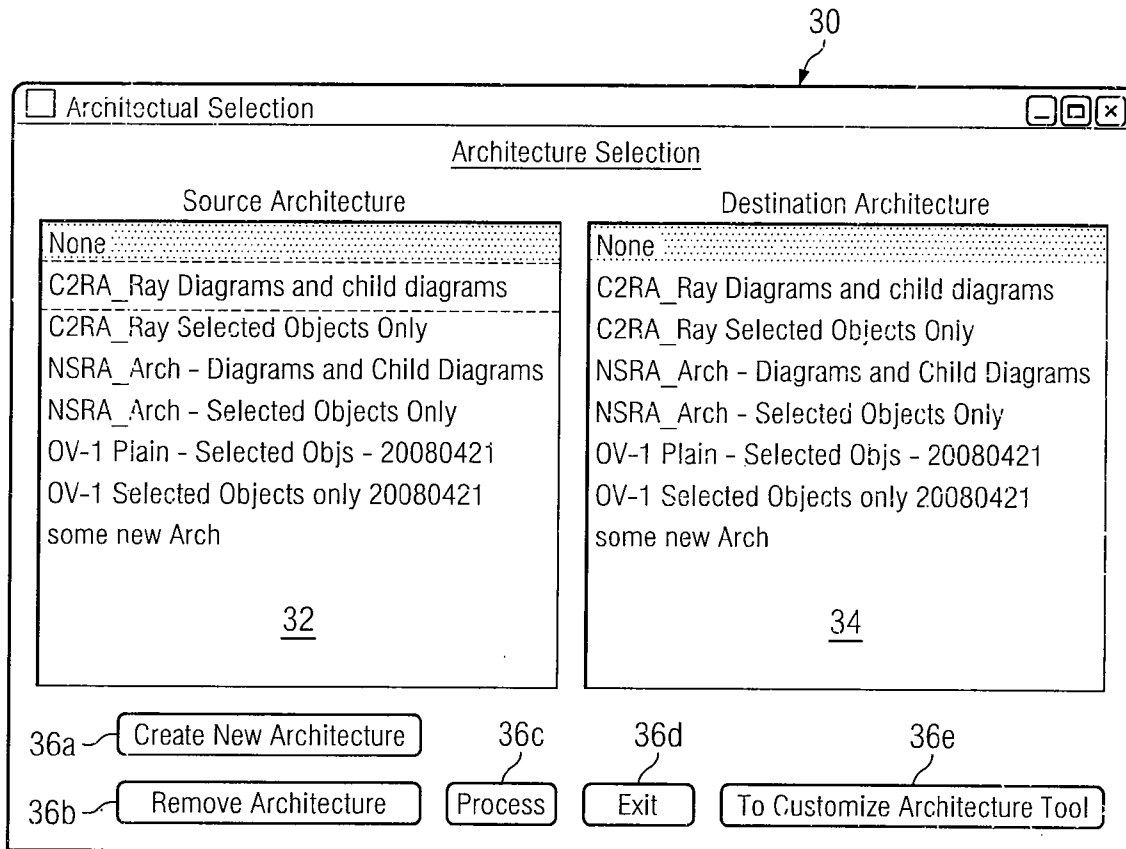 30
Architectual Selection
Architecture Selection
Source Architecture
None
C2RA_Ray Diagrams and child diagrams
C2RA_Ray Selected Objects Only
NSRA_Arch - Diagrams and Child Diagrams
NSRA_Arch - Selected Objects Only
OV-1 Plain - Selected Objs - 20080421
OV-1 Selected Objects only 20080421
some new Arch
32
Destination Architecture
None
C2RA_Ray Diagrams and child diagrams
C2RA_Ray Selected Objects Only
NSRA_Arch - Diagrams and Child Diagrams
NSRA_Arch - Selected Objects Only
OV-1 Plain - Selected Objs - 20080421
OV-1 Selected Objects only 20080421
some new Arch
34
36a Create New Architecture
36c 36d 36e
36b Remove Architecture Process Exit To Customize Architecture Tool